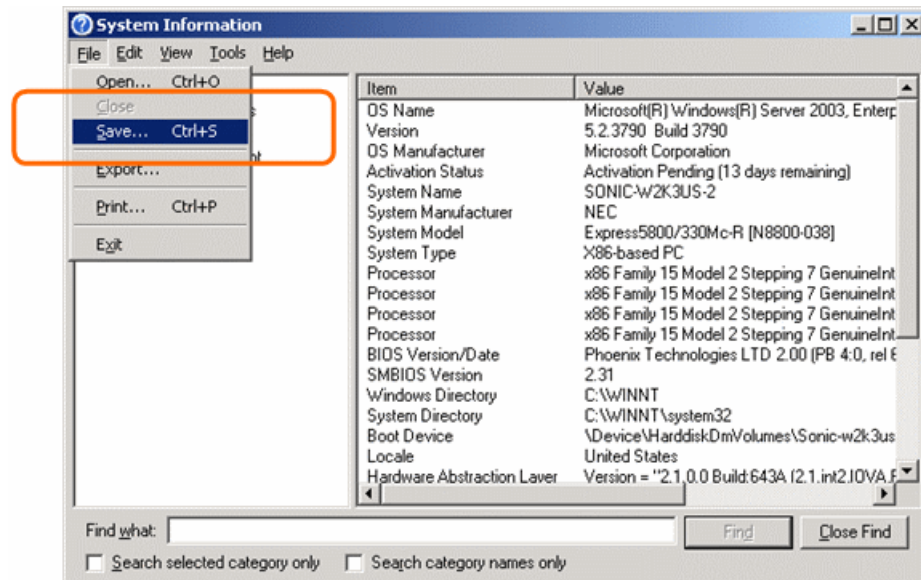 System Information
File Edit View Tools Help
Open... Ctrl+O
Close
Save... Ctrl+S
Export...
Print... Ctrl+P
Exit
Item Value
OS Name Microsoft(R) Windows(R) Server 2003, Enterp
Version 5.2.3790 Build 3790
OS Manufacturer Microsoft Corporation
Activation Status Activation Pending (13 days remaining)
System Name SONIC-W2K3US-2
System Manufacturer NEC
System Model Express5800/330Mc-R [N8800-038]
System Type X86-based PC
Processor x86 Family 15 Model 2 Stepping 7 GenuineInt
Processor x86 Family 15 Model 2 Stepping 7 GenuineInt
Processor x86 Family 15 Model 2 Stepping 7 GenuineInt
Processor x86 Family 15 Model 2 Stepping 7 GenuineInt
BIOS Version/Date Phoenix Technologies LTD 2.00 (PB 4:0, rel 6
SMBIOS Version 2.31
Windows Directory C:\WINNT
System Directory C:\WINNT\system32
Boot Device \Device\HarddiskDmVolumes\Sonic-w2k3us
Locale United States
Hardware Abstraction Layer Version = "2.1.0.0 Build:643A (2.1.int2.IOVA.F
Find what: Find Close Find
Search selected category only Search category names only